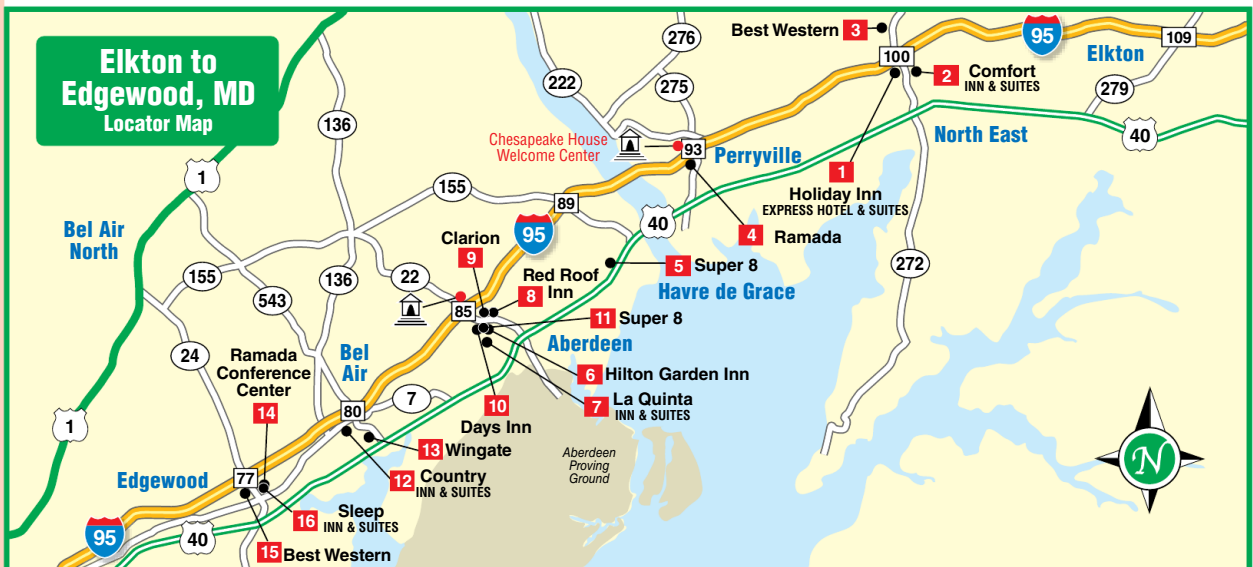 Elkton to
Edgewood, MD
Locator Map
Best Western 3
276
95
109
Elkton
100
222
275
2 Comfort
INN & SUITES
279
136
Chesapeake House
Welcome Center
93
Perryville
North East
40
1
1
Holiday Inn
EXPRESS HOTEL & SUITES
155
89
40
4 Ramada
Bel Air
North
95
Clarion
9
5 Super 8
272
155
136
22
Red Roof
Inn
8
Havre de Grace
543
85
11 Super 8
Aberdeen
24
Ramada
Conference
Center
14
Bel
Air
6 Hilton Garden Inn
7 La Quinta
INN & SUITES
7
10
Days Inn
80
1
13 Wingate
Aberdeen
Proving
Ground
N
Edgewood
77
12 Country
INN & SUITES
16 Sleep
INN & SUITES
95
40
15 Best Western